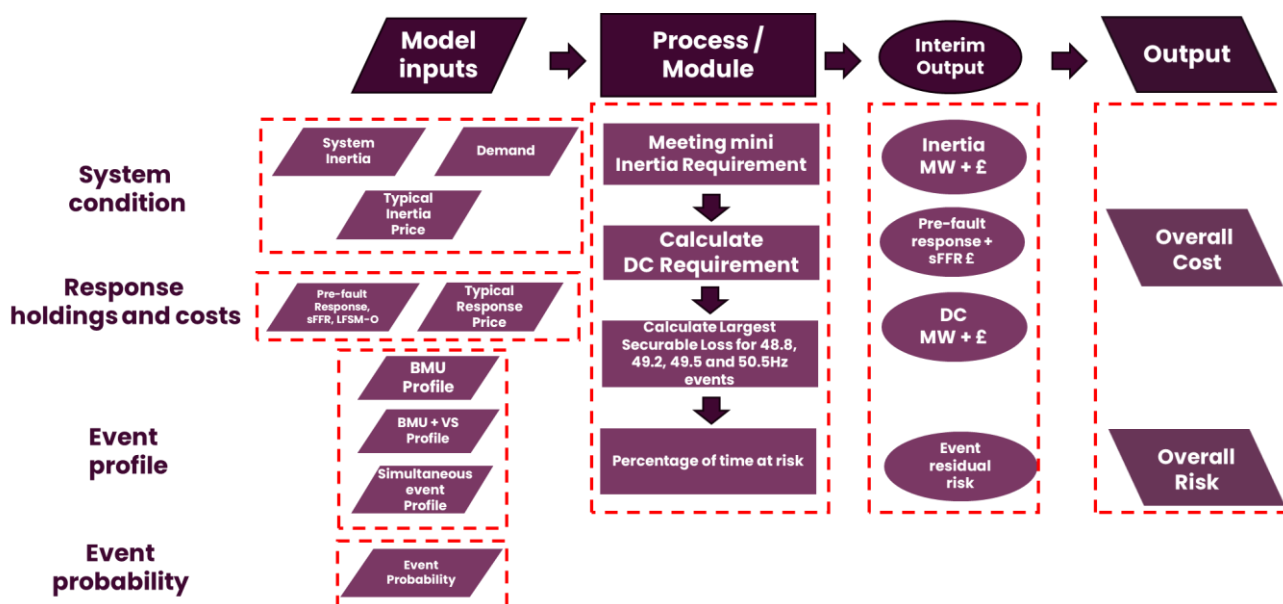 Model
inputs
Process /
Module
Interim
Output
Output
System
condition
System
Inertia
Demand
Typical
Inertia
Price
Response
holdings and costs
Pre-fault
Response,
sFFR, LFSM-O
Typical
Response
Price
Event
profile
BMU
Profile
BMU + VS
Profile
Simultaneous
event
Profile
Event
probability
Event
Probability
Meeting mini
Inertia Requirement
Calculate
DC Requirement
Calculate Largest
Securable Loss for 48.8,
49.2, 49.5 and 50.5Hz
events
Percentage of time at risk
Inertia
MW + £
Pre-fault
response +
sFFR £
DC
MW + £
Event
residual
risk
Overall
Cost
Overall
Risk